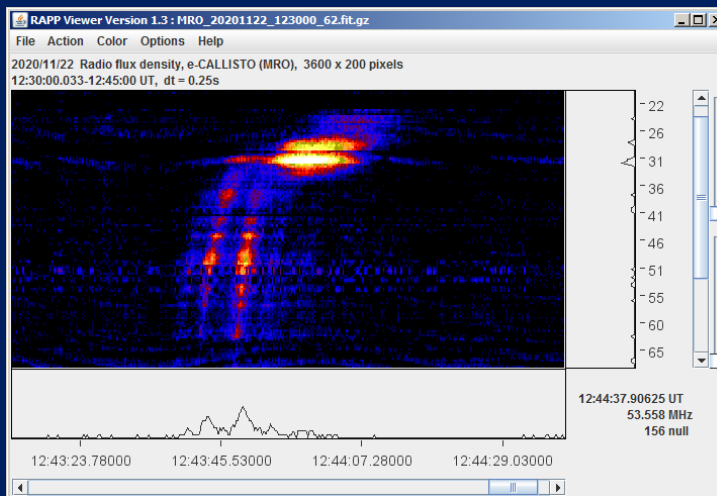 RAPP Viewer Version 1.3 : MRO_20201122_123000_62.fit.gz
File Action Color Options Help
2020/11/22 Radio flux density, e-CALLISTO (MRO), 3600 x 200 pixels
12:30:00.033-12:45:00 UT, dt = 0.25s
22
26
31
36
41
46
51
55
60
65
12:44:37.90625 UT
53.558 MHz
156 null
12:43:23.78000 12:43:45.53000 12:44:07.28000 12:44:29.03000